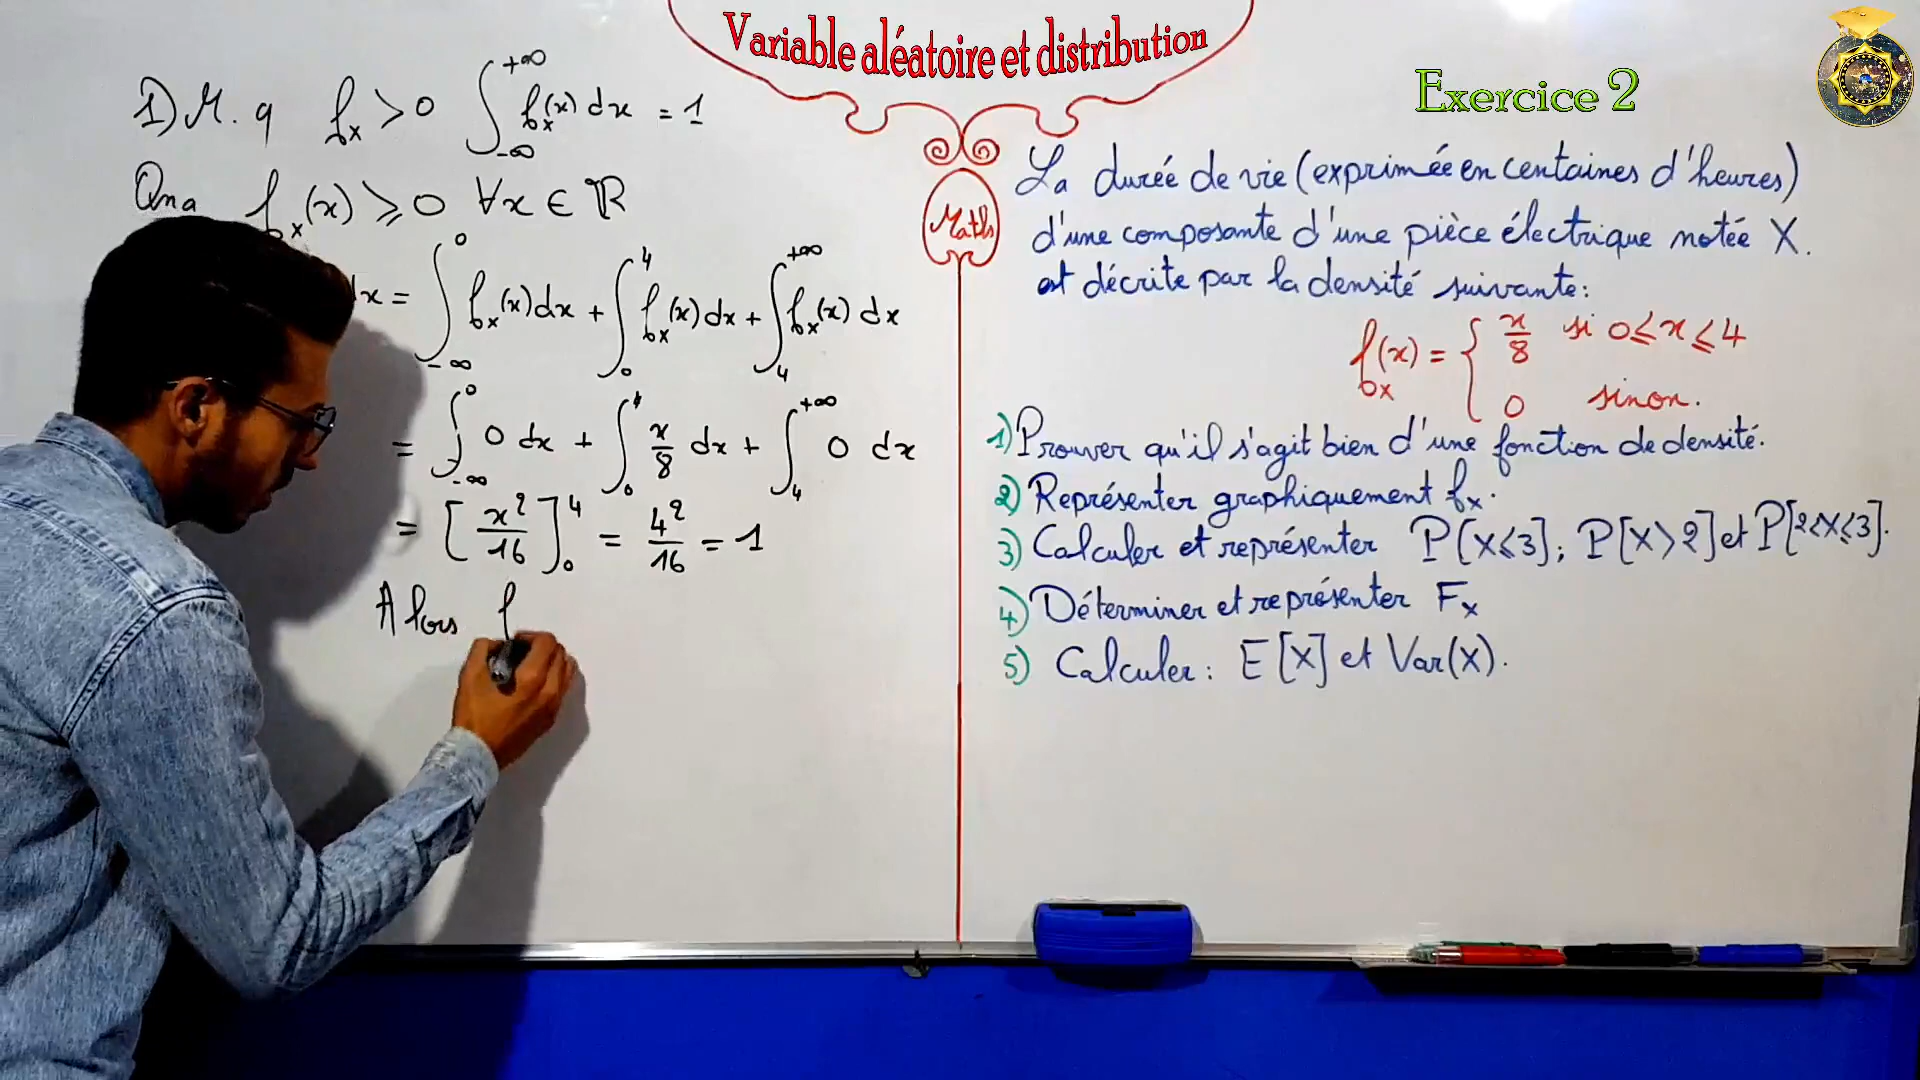 Variable aléatoire et distribution
Exercice 2
Maths
1) M. q f_X > 0 ∫_{-∞}^{+∞} f_X(x) dx = 1
On a f_X(x) ⩾ 0 ∀x ∈ ℝ
dx = ∫_{-∞}^{0} f_X(x) dx + ∫_{0}^{4} f_X(x) dx + ∫_{4}^{+∞} f_X(x) dx
= ∫_{-∞}^{0} 0 dx + ∫_{0}^{4} x/8 dx + ∫_{4}^{+∞} 0 dx
= [x²/16]_{0}^{4} = 4²/16 = 1
Alors f
La durée de vie (exprimée en centaines d'heures)
d'une composante d'une pièce électrique notée X.
est décrite par la densité suivante:
f_X(x) = { x/8 si 0 ⩽ x ⩽ 4
0 sinon.
1) Prouver qu'il s'agit bien d'une fonction de densité.
2) Représenter graphiquement f_X.
3) Calculer et représenter P[X⩽3]; P[X>2] et P[2<X⩽3].
4) Déterminer et représenter F_X
5) Calculer: E[X] et Var(X).